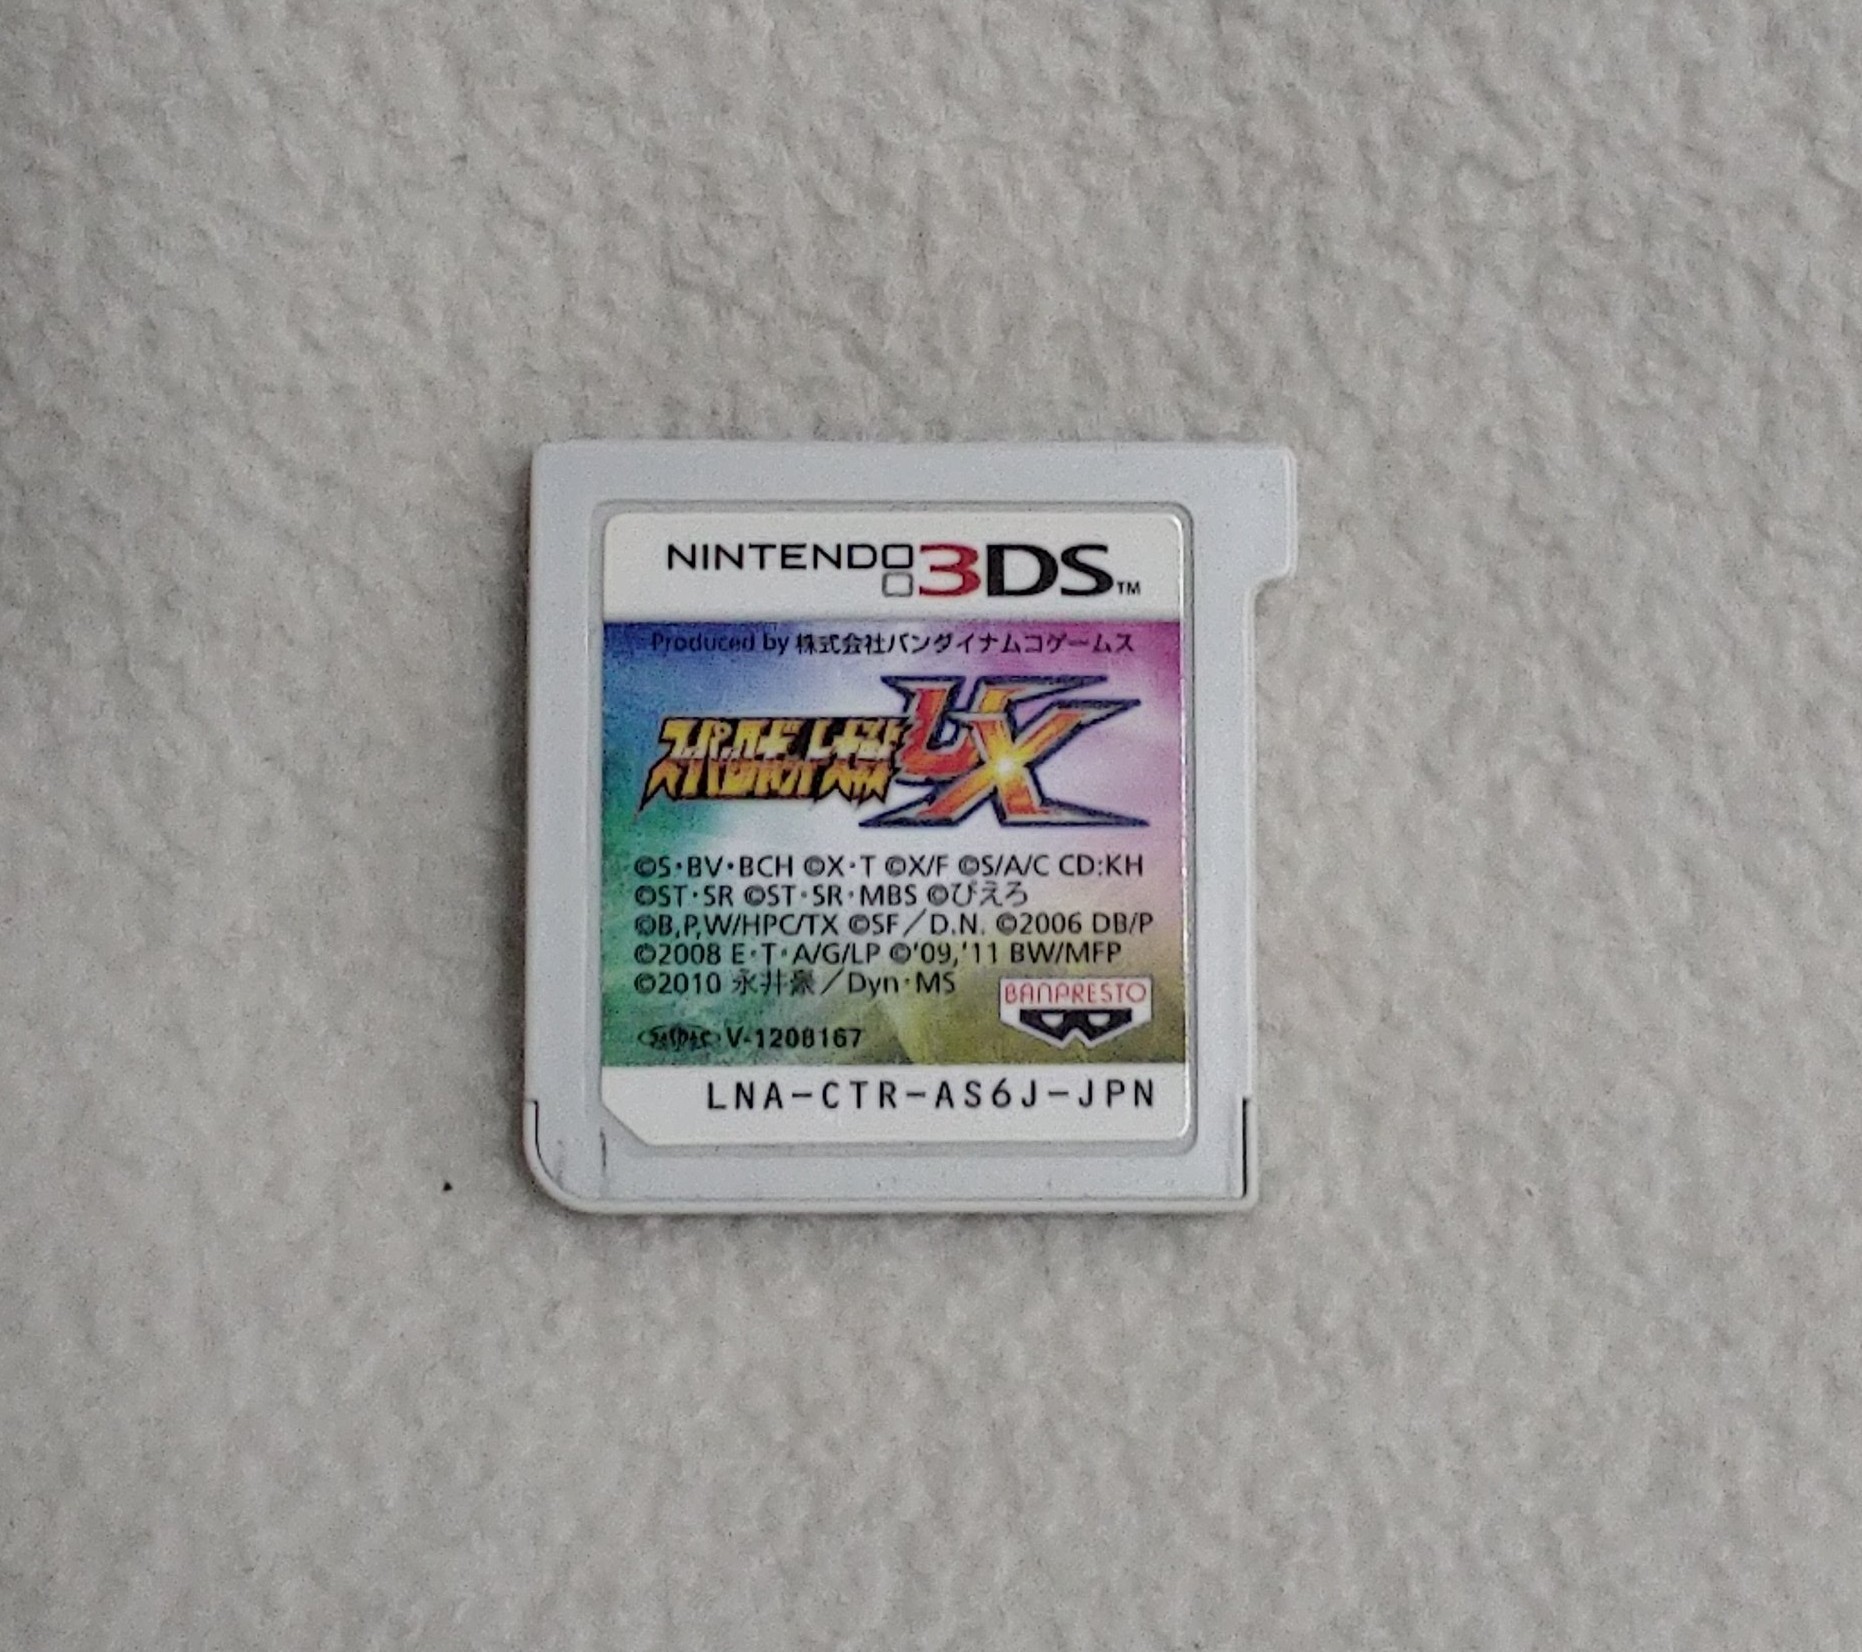 NINTENDO 3DS™
Produced by 株式会社バンダイナムコゲームス
スーパーロボット大戦 UX
©S・BV・BCH ©X・T ©X/F ©S/A/C CD:KH
©ST・SR ©ST・SR・MBS ©ぴえろ
©B,P,W/HPC/TX ©SF／D.N. ©2006 DB/P
©2008 E・T・A/G/LP ©'09,'11 BW/MFP
©2010 永井豪／Dyn・MS
BANPRESTO
V-1208167
LNA-CTR-AS6J-JPN